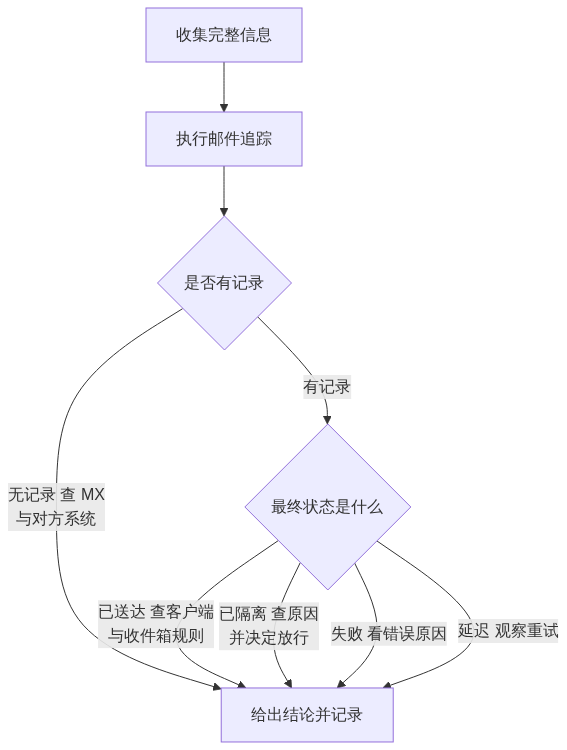 收集完整信息
执行邮件追踪
是否有记录
有记录
无记录 查 MX
与对方系统
最终状态是什么
已送达 查客户端
与收件箱规则
已隔离 查原因
并决定放行
失败 看错误原因
延迟 观察重试
给出结论并记录